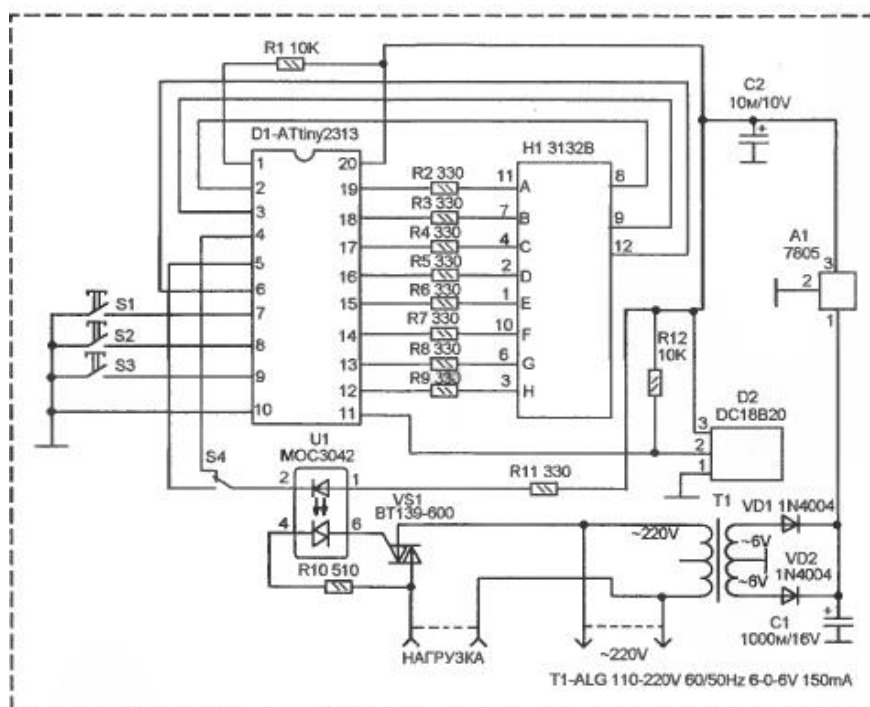 R1 10K
C2
10м/10V
D1-ATtiny2313
H1 3132B
1
20
2
19
R2 330
11
A
8
3
18
R3 330
7
B
9
4
17
R4 330
4
C
12
5
16
R5 330
2
D
6
15
R6 330
1
E
S1
7
14
R7 330
10
F
S2
8
13
R8 330
6
G
S3
9
12
R9 330
3
H
10
11
A1
7805
3
2
1
R12
10K
D2
DC18B20
3
2
1
U1
MOC3042
S4
2
1
R11 330
4
6
VS1
BT139-600
R10 510
T1
~220V
~6V
~6V
VD1 1N4004
VD2
1N4004
C1
1000м/16V
НАГРУЗКА
~220V
T1-ALG 110-220V 60/50Hz 6-0-6V 150mA